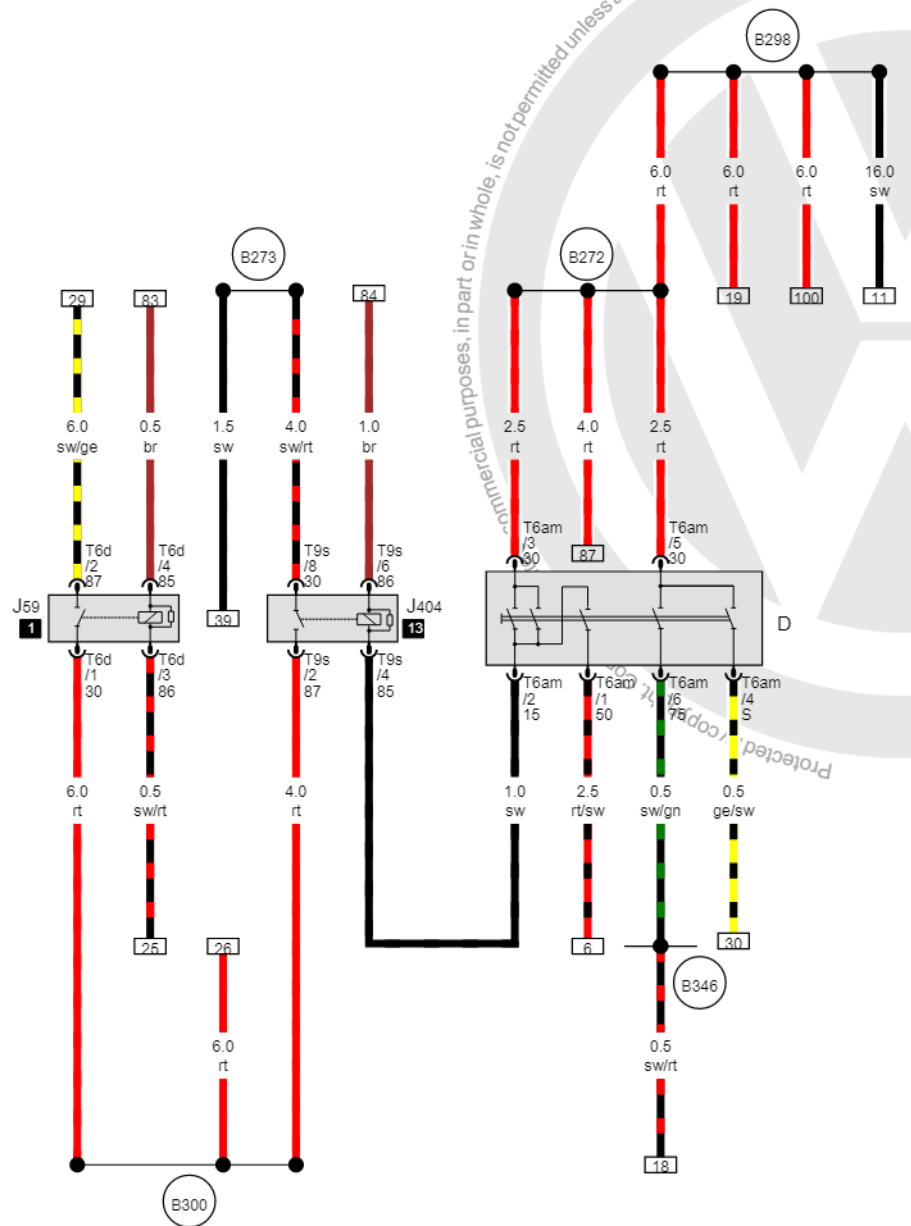 B298
6.0
rt
6.0
rt
6.0
rt
16.0
sw
19
100
11
B273
B272
29
83
84
6.0
sw/ge
0.5
br
1.5
sw
4.0
sw/rt
1.0
br
2.5
rt
4.0
rt
2.5
rt
T6d
/2
87
T6d
/4
85
T9s
/8
30
T9s
/6
86
T6am
/3
30
87
T6am
/5
30
J59
1
39
J404
13
D
T6d
/1
30
T6d
/3
86
T9s
/2
87
T9s
/4
85
T6am
/2
15
T6am
/1
50
T6am
/6
75
T6am
/4
S
6.0
rt
0.5
sw/rt
4.0
rt
1.0
sw
2.5
rt/sw
0.5
sw/gn
0.5
ge/sw
25
26
6
30
B346
6.0
rt
0.5
sw/rt
18
B300
commercial purposes, in part or in whole, is not permitted unless
Protected by copyright.